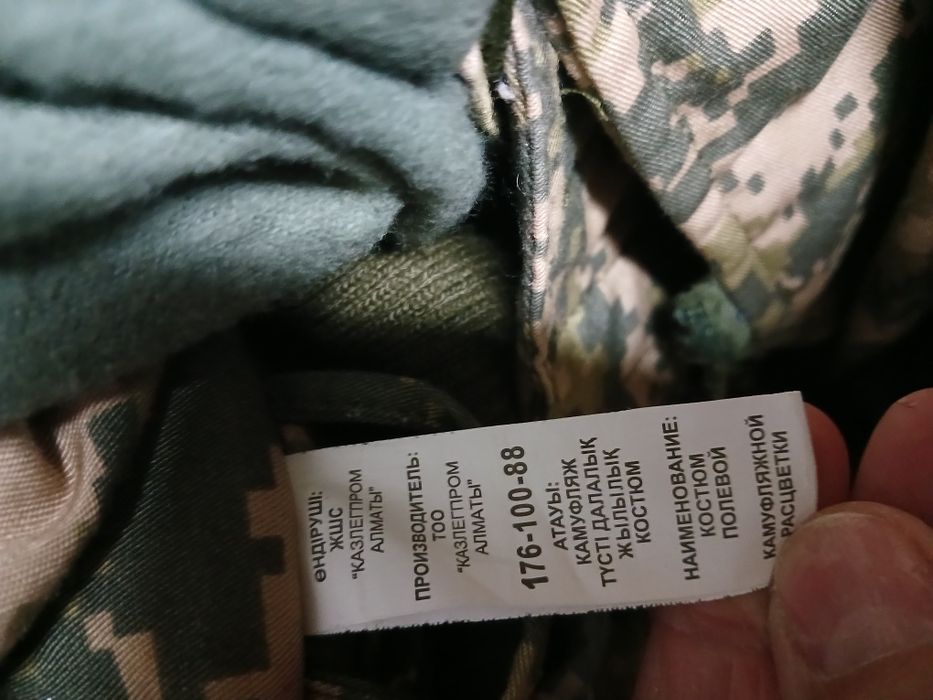 ӨНДІРУШІ:
ЖШС
"КАЗЛЕГПРОМ
АЛМАТЫ"
ПРОИЗВОДИТЕЛЬ:
ТОО
"КАЗЛЕГПРОМ
АЛМАТЫ"
176-100-88
АТАУЫ:
КАМУФЛЯЖ
ТҮСТІ ДАЛАЛЫҚ
ЖЫЛЫЛЫҚ
КОСТЮМ
НАИМЕНОВАНИЕ:
КОСТЮМ
ПОЛЕВОЙ
КАМУФЛЯЖНОЙ
РАСЦВЕТКИ